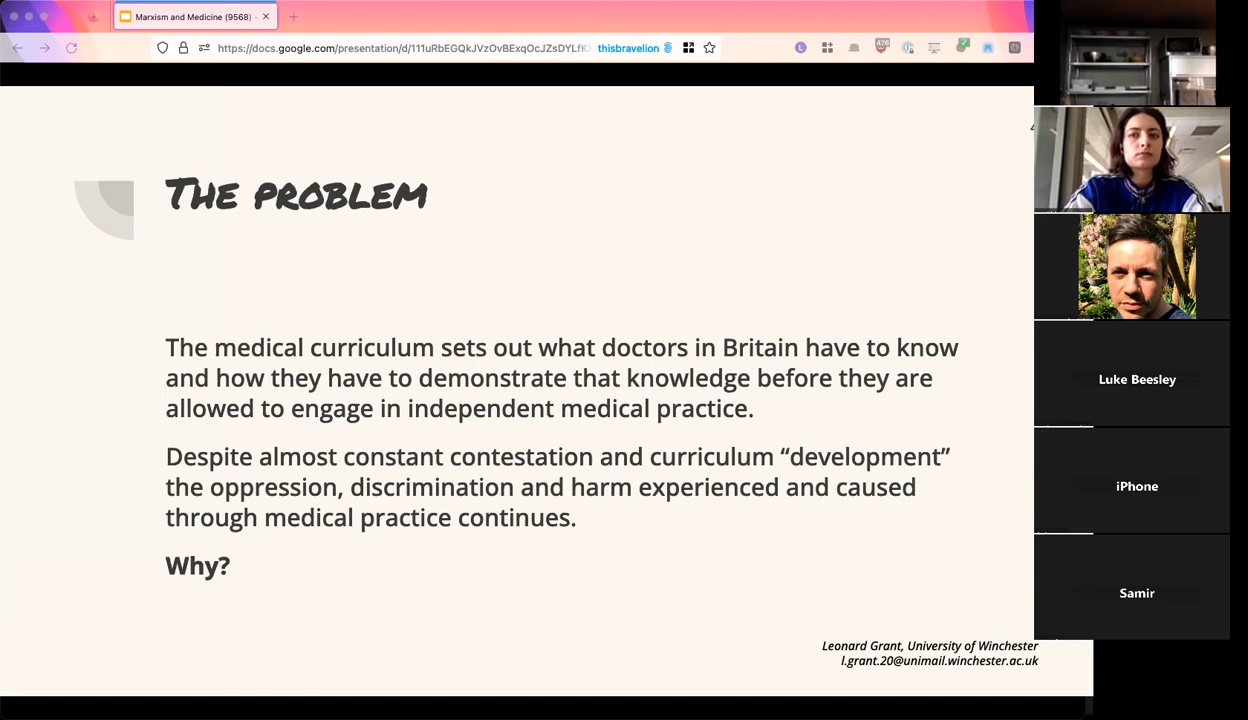 Marxism and Medicine (9568) -
https://docs.google.com/presentation/d/111uRbEGQkJVzOvBExqOcJZsDYLfK
thisbravelion
L
476
The problem
The medical curriculum sets out what doctors in Britain have to know
and how they have to demonstrate that knowledge before they are
allowed to engage in independent medical practice.
Despite almost constant contestation and curriculum “development”
the oppression, discrimination and harm experienced and caused
through medical practice continues.
Why?
Leonard Grant, University of Winchester
l.grant.20@unimail.winchester.ac.uk
Luke Beesley
iPhone
Samir